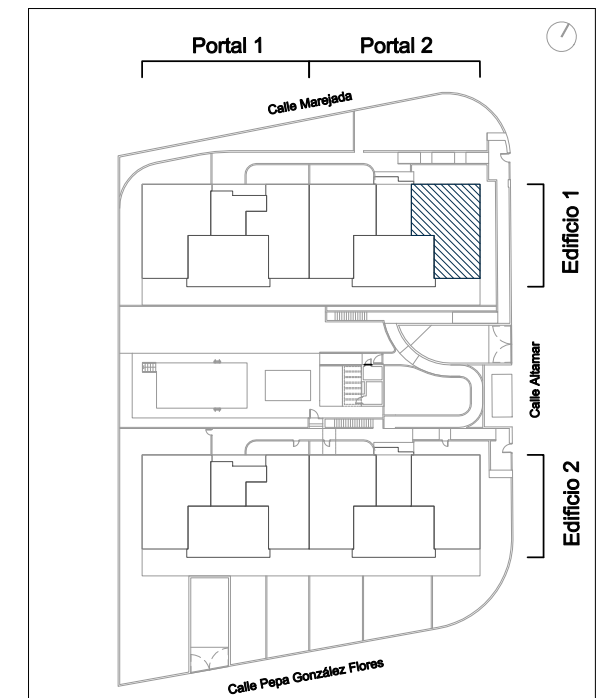 Portal 1
Portal 2
Calle Marejada
Edificio 1
Calle Altamar
Edificio 2
Calle Pepa González Flores